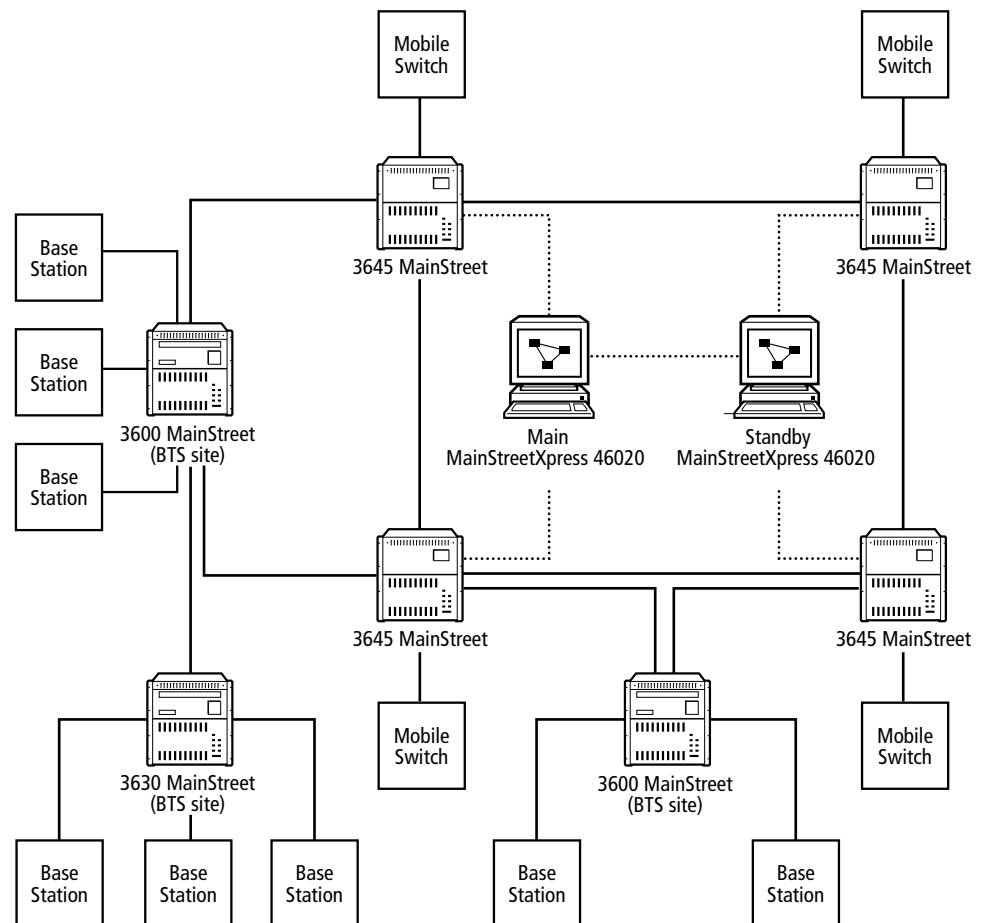 Mobile
Switch
Mobile
Switch
3645 MainStreet
3645 MainStreet
Base
Station
Base
Station
Base
Station
3600 MainStreet
(BTS site)
Main
MainStreetXpress 46020
Standby
MainStreetXpress 46020
3645 MainStreet
3645 MainStreet
Mobile
Switch
Mobile
Switch
3630 MainStreet
(BTS site)
3600 MainStreet
(BTS site)
Base
Station
Base
Station
Base
Station
Base
Station
Base
Station